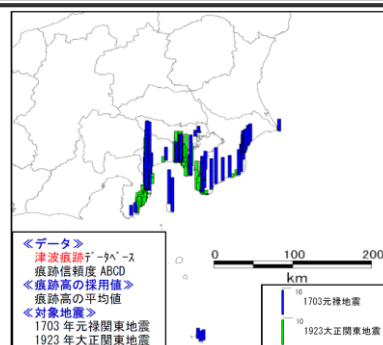 ≪データ≫
津波痕跡データベース
痕跡信頼度 ABCD
≪痕跡高の採用値≫
痕跡高の平均値
≪対象地震≫
1703 年元禄関東地震
1923 年大正関東地震
0 100 200
km
10
1703元禄地震
10
1923大正関東地震